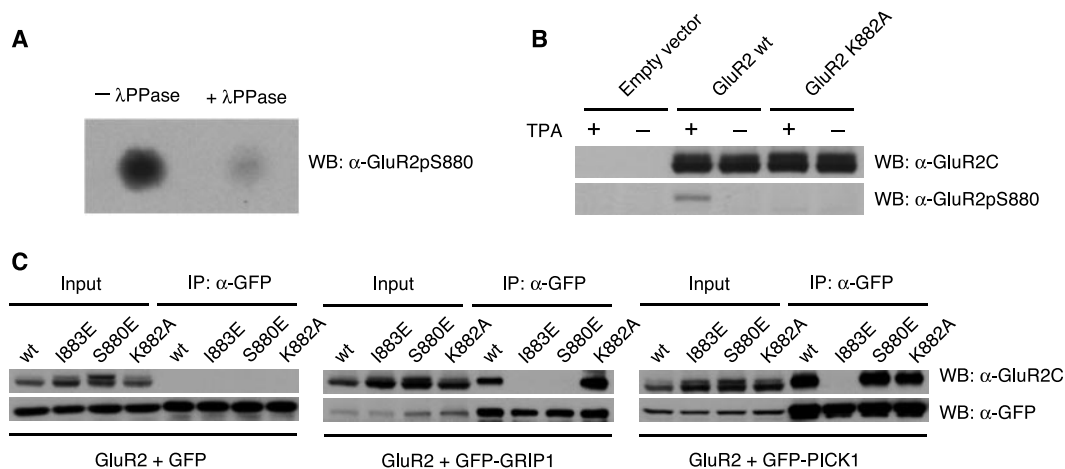 A
− λPPase + λPPase
WB: α-GluR2pS880
B
Empty vector GluR2 wt GluR2 K882A
TPA + − + − + −
WB: α-GluR2C
WB: α-GluR2pS880
C
Input IP: α-GFP Input IP: α-GFP Input IP: α-GFP
wt I883E S880E K882A wt I883E S880E K882A wt I883E S880E K882A wt I883E S880E K882A wt I883E S880E K882A wt I883E S880E K882A
WB: α-GluR2C
WB: α-GFP
GluR2 + GFP GluR2 + GFP-GRIP1 GluR2 + GFP-PICK1